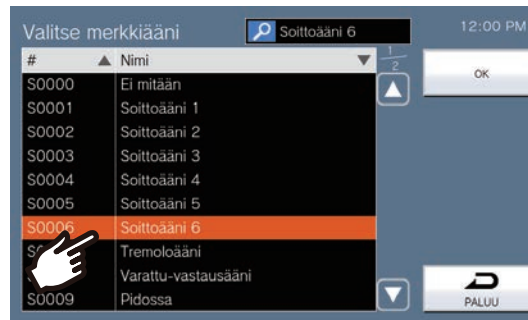 Valitse merkkiääni
Soittoääni 6
12:00 PM
# Nimi
1
2
OK
S0000 Ei mitään
S0001 Soittoääni 1
S0002 Soittoääni 2
S0003 Soittoääni 3
S0004 Soittoääni 4
S0005 Soittoääni 5
S0006 Soittoääni 6
Tremoloääni
Varattu-vastausääni
S0009 Pidossa
PALUU